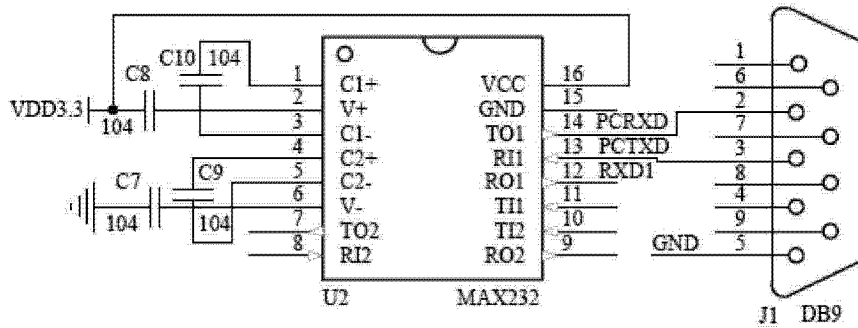 C10 104
C8
VDD3.3
104
C7
104
C9
104
1
2
3
4
5
6
7
8
C1+
V+
C1-
C2+
C2-
V-
TO2
RI2
VCC
GND
TO1
RI1
RO1
TI1
TI2
RO2
16
15
14 PCRXD
13 PCTXD
12 RXD1
11
10
9
U2 MAX232
1
6
2
7
3
8
4
9
GND 5
J1 DB9